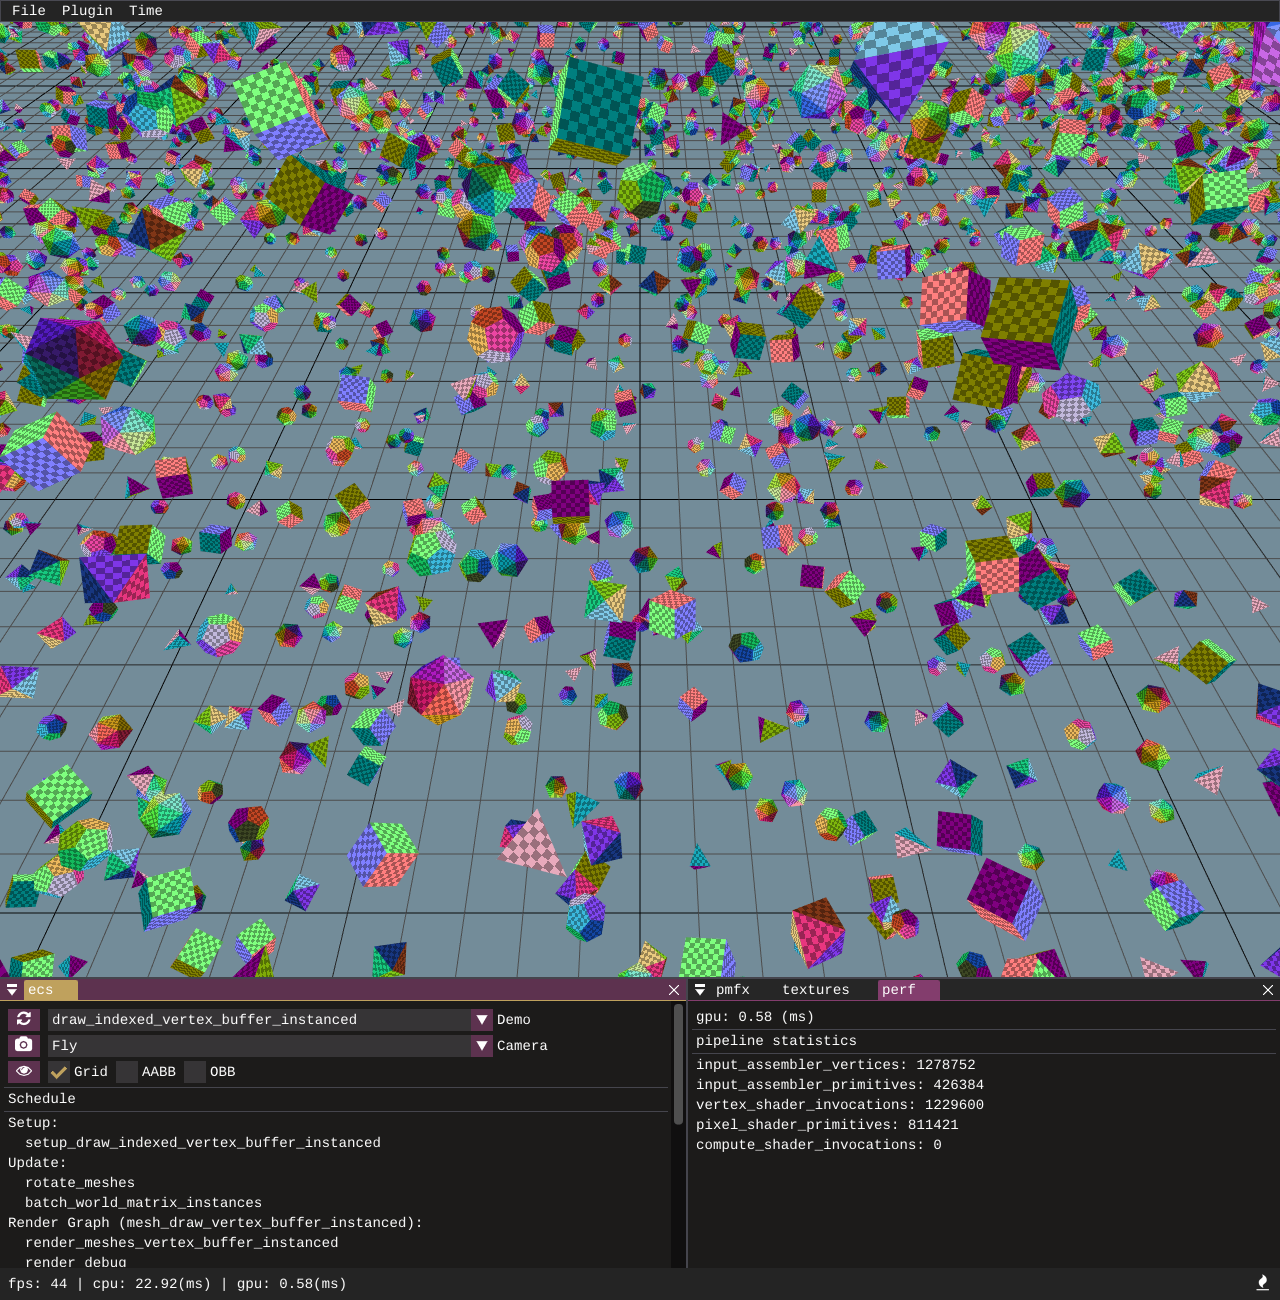 File Plugin Time
ecs
draw_indexed_vertex_buffer_instanced Demo
Fly Camera
Grid AABB OBB
Schedule
Setup:
setup_draw_indexed_vertex_buffer_instanced
Update:
rotate_meshes
batch_world_matrix_instances
Render Graph (mesh_draw_vertex_buffer_instanced):
render_meshes_vertex_buffer_instanced
render_debug
pmfx textures perf
gpu: 0.58 (ms)
pipeline statistics
input_assembler_vertices: 1278752
input_assembler_primitives: 426384
vertex_shader_invocations: 1229600
pixel_shader_primitives: 811421
compute_shader_invocations: 0
fps: 44 | cpu: 22.92(ms) | gpu: 0.58(ms)